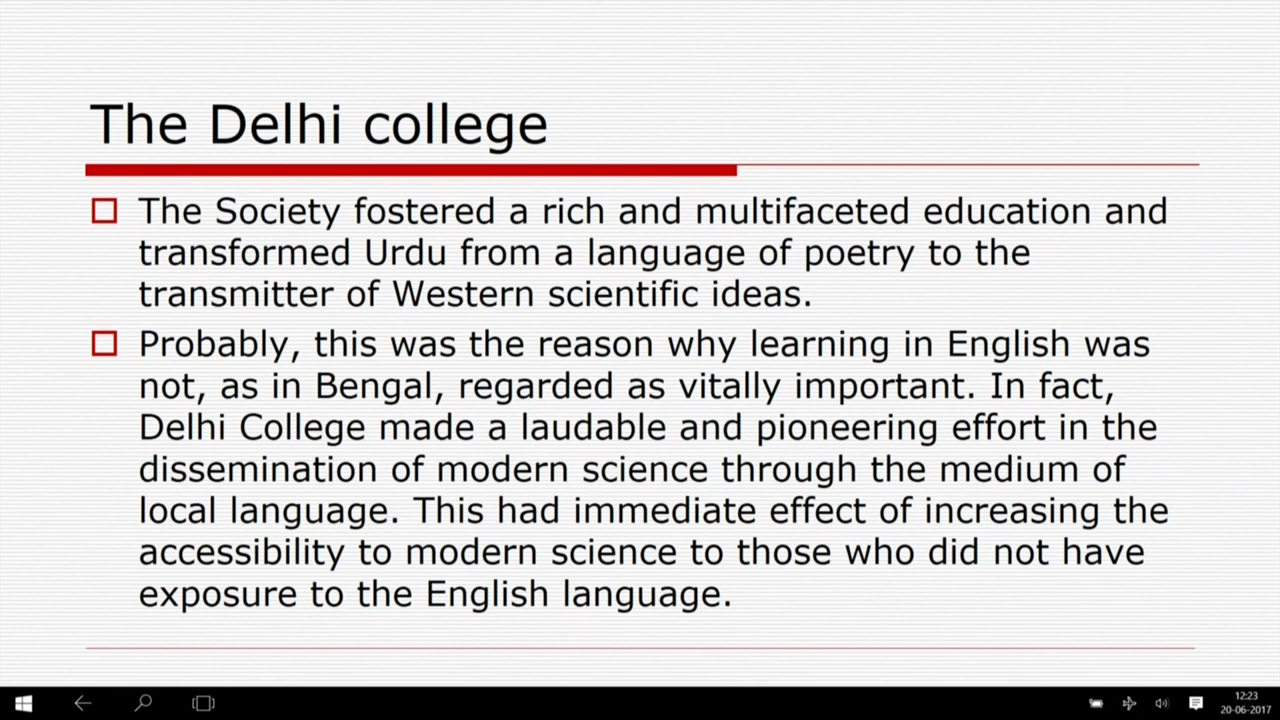 The Delhi college
The Society fostered a rich and multifaceted education and
transformed Urdu from a language of poetry to the
transmitter of Western scientific ideas.
Probably, this was the reason why learning in English was
not, as in Bengal, regarded as vitally important. In fact,
Delhi College made a laudable and pioneering effort in the
dissemination of modern science through the medium of
local language. This had immediate effect of increasing the
accessibility to modern science to those who did not have
exposure to the English language.
12:23
20-06-2017